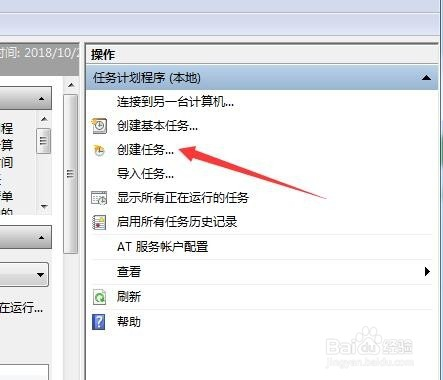 时间: 2018/10/2
操作
任务计划程序 (本地)
连接到另一台计算机...
创建基本任务...
创建任务...
导入任务...
显示所有正在运行的任务
启用所有任务历史记录
AT 服务帐户配置
查看
刷新
帮助
程
算
时间
单
的
在运行...
Baidu 经验